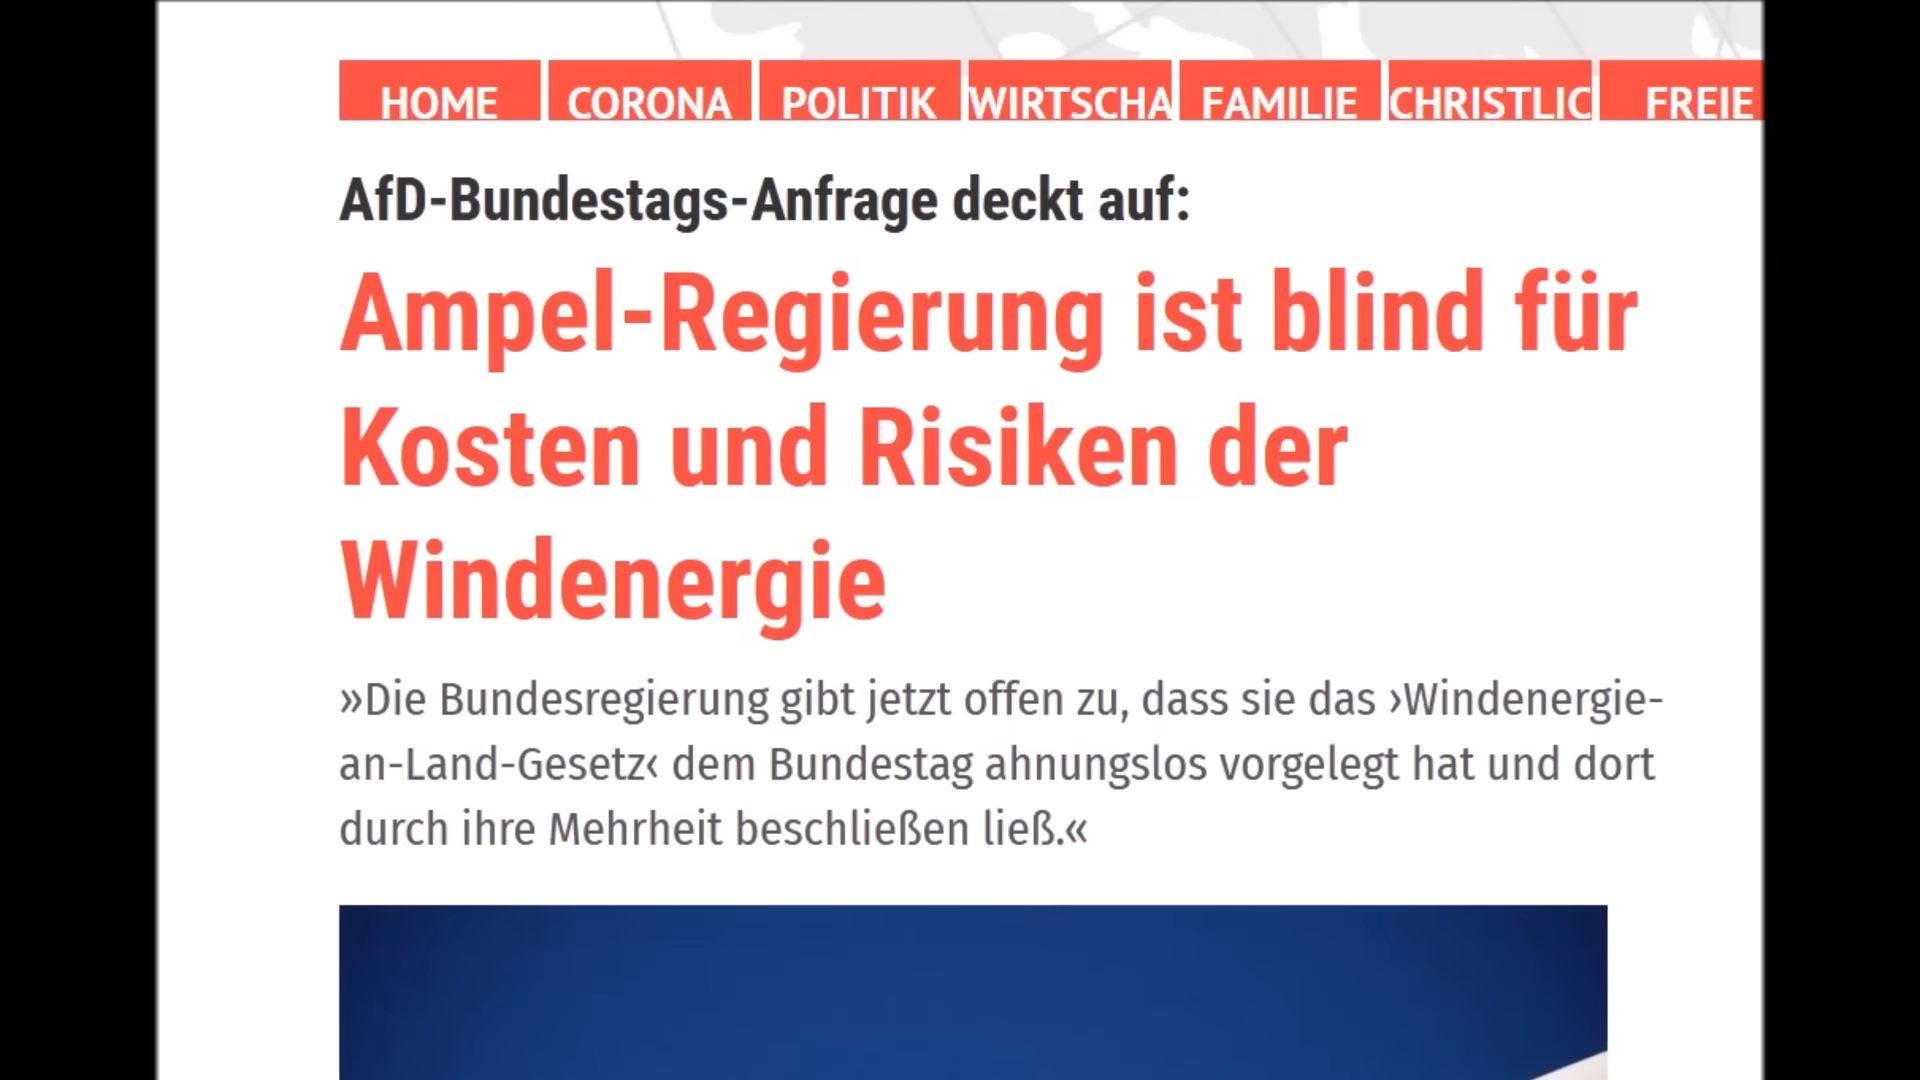 HOME CORONA POLITIK WIRTSCHA FAMILIE CHRISTLIC FREIE
AfD-Bundestags-Anfrage deckt auf:
Ampel-Regierung ist blind für
Kosten und Risiken der
Windenergie
»Die Bundesregierung gibt jetzt offen zu, dass sie das ›Windenergie-
an-Land-Gesetz‹ dem Bundestag ahnungslos vorgelegt hat und dort
durch ihre Mehrheit beschließen ließ.«